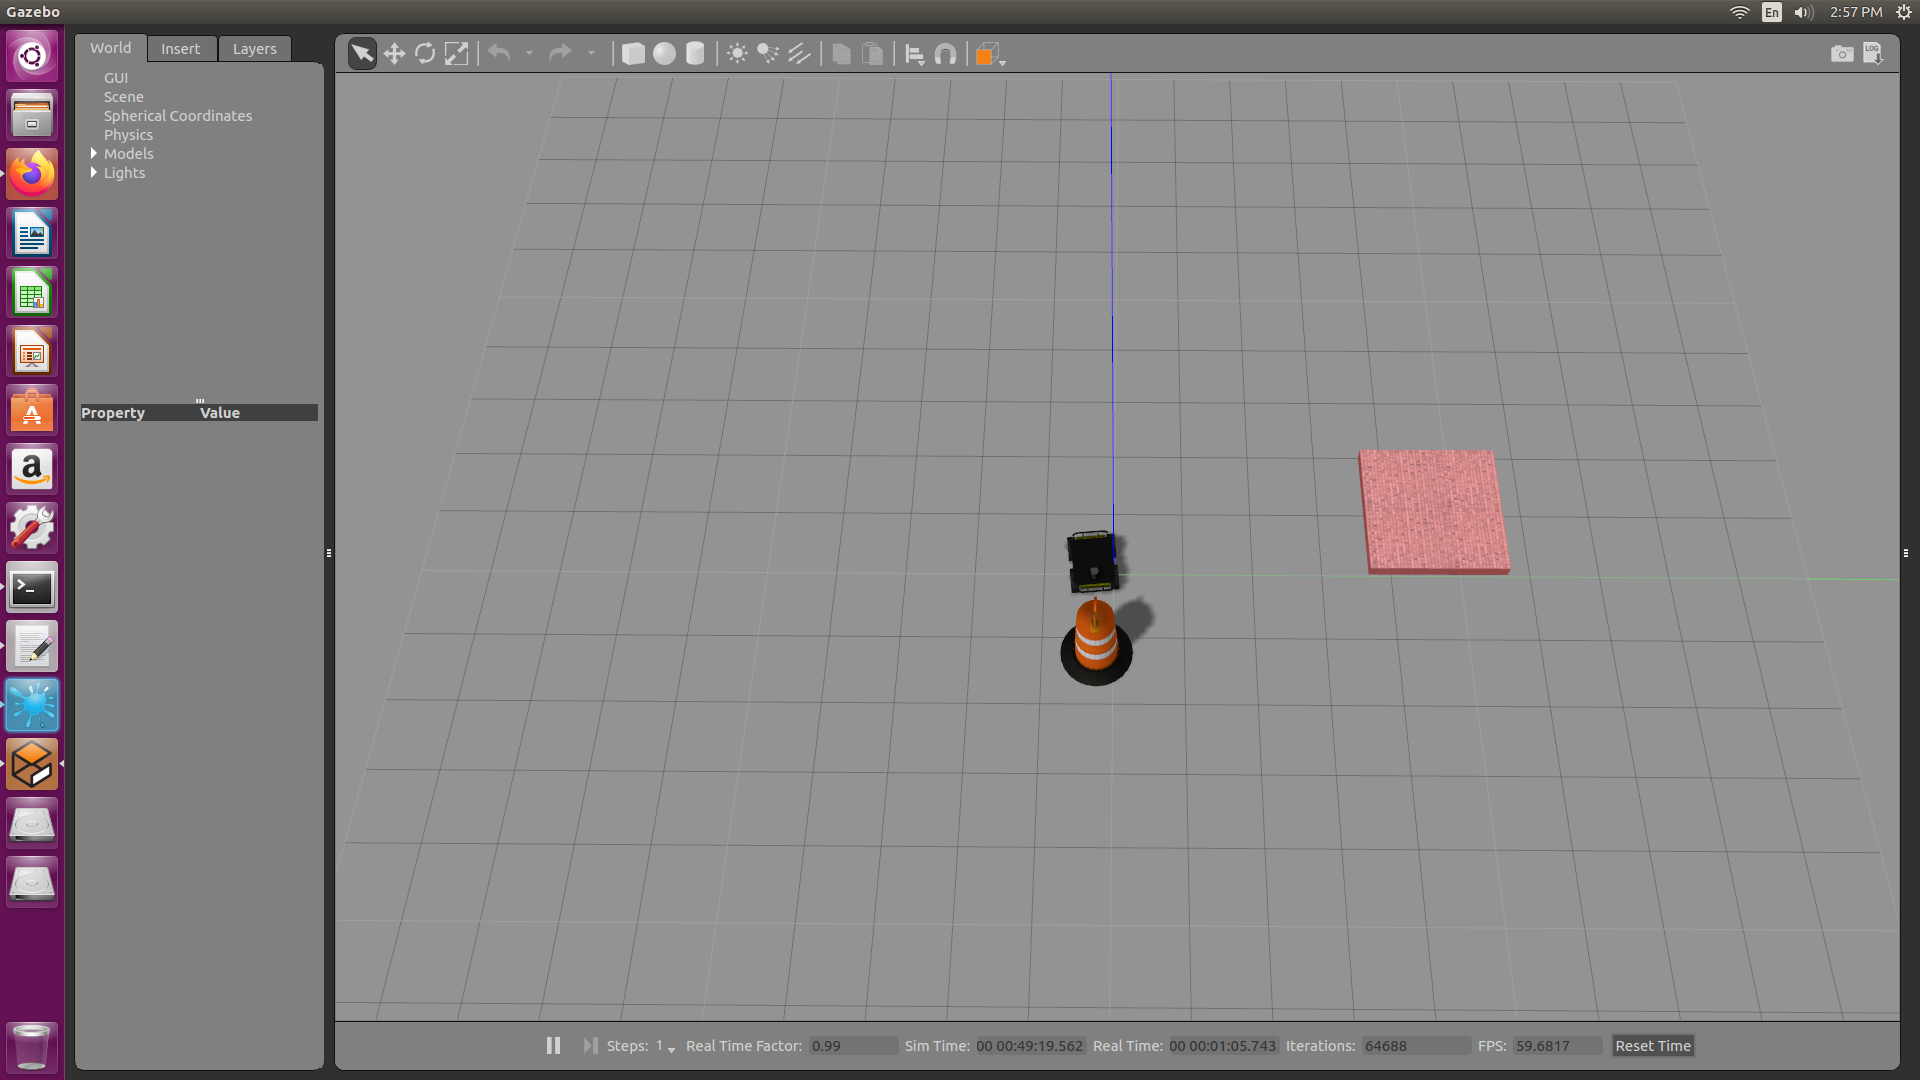 Gazebo
En
2:57 PM
World Insert Layers
LOG
GUI
Scene
Spherical Coordinates
Physics
Models
Lights
Property Value
Steps: 1 Real Time Factor: 0.99 Sim Time: 00 00:49:19.562 Real Time: 00 00:01:05.743 Iterations: 64688 FPS: 59.6817 Reset Time